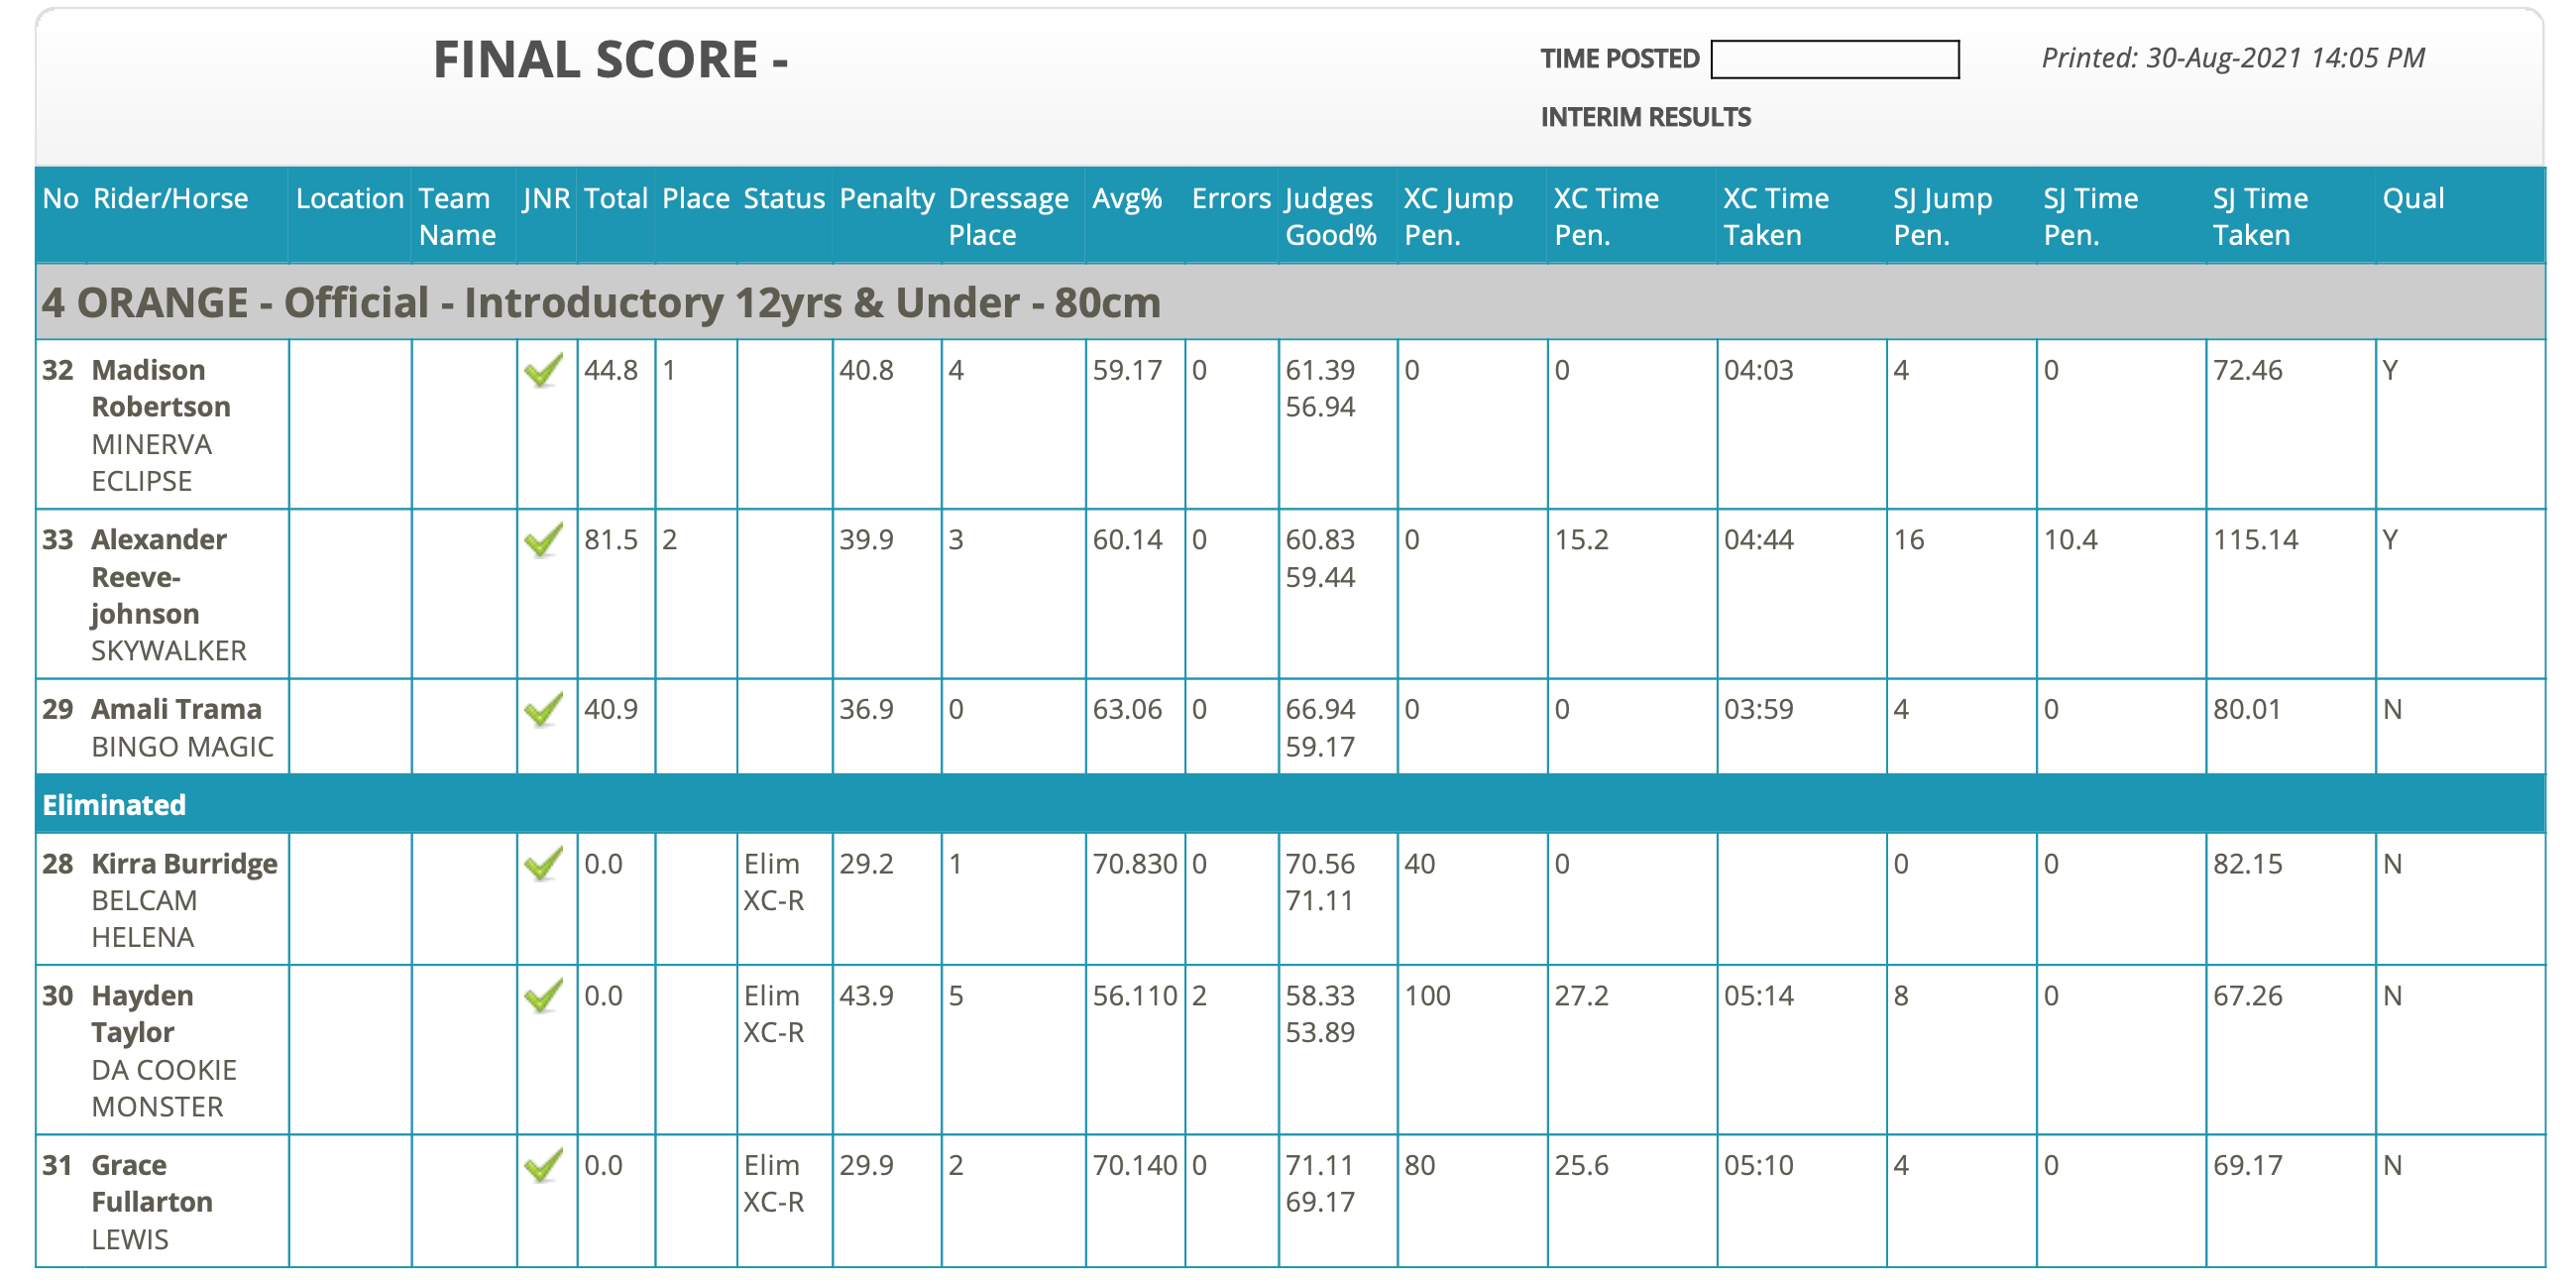 FINAL SCORE -
TIME POSTED
Printed: 30-Aug-2021 14:05 PM
INTERIM RESULTS
No Rider/Horse Location Team Name JNR Total Place Status Penalty Dressage Place Avg% Errors Judges Good% XC Jump Pen. XC Time Pen. XC Time Taken SJ Jump Pen. SJ Time Pen. SJ Time Taken Qual
4 ORANGE - Official - Introductory 12yrs & Under - 80cm
32 Madison 44.8 1 40.8 4 59.17 0 61.39 0 0 04:03 4 0 72.46 Y
Robertson 56.94
MINERVA
ECLIPSE
33 Alexander 81.5 2 39.9 3 60.14 0 60.83 0 15.2 04:44 16 10.4 115.14 Y
Reeve- 59.44
johnson
SKYWALKER
29 Amali Trama 40.9 36.9 0 63.06 0 66.94 0 0 03:59 4 0 80.01 N
BINGO MAGIC 59.17
Eliminated
28 Kirra Burridge 0.0 Elim 29.2 1 70.830 0 70.56 40 0 0 0 82.15 N
BELCAM XC-R 71.11
HELENA
30 Hayden 0.0 Elim 43.9 5 56.110 2 58.33 100 27.2 05:14 8 0 67.26 N
Taylor XC-R 53.89
DA COOKIE
MONSTER
31 Grace 0.0 Elim 29.9 2 70.140 0 71.11 80 25.6 05:10 4 0 69.17 N
Fullarton XC-R 69.17
LEWIS